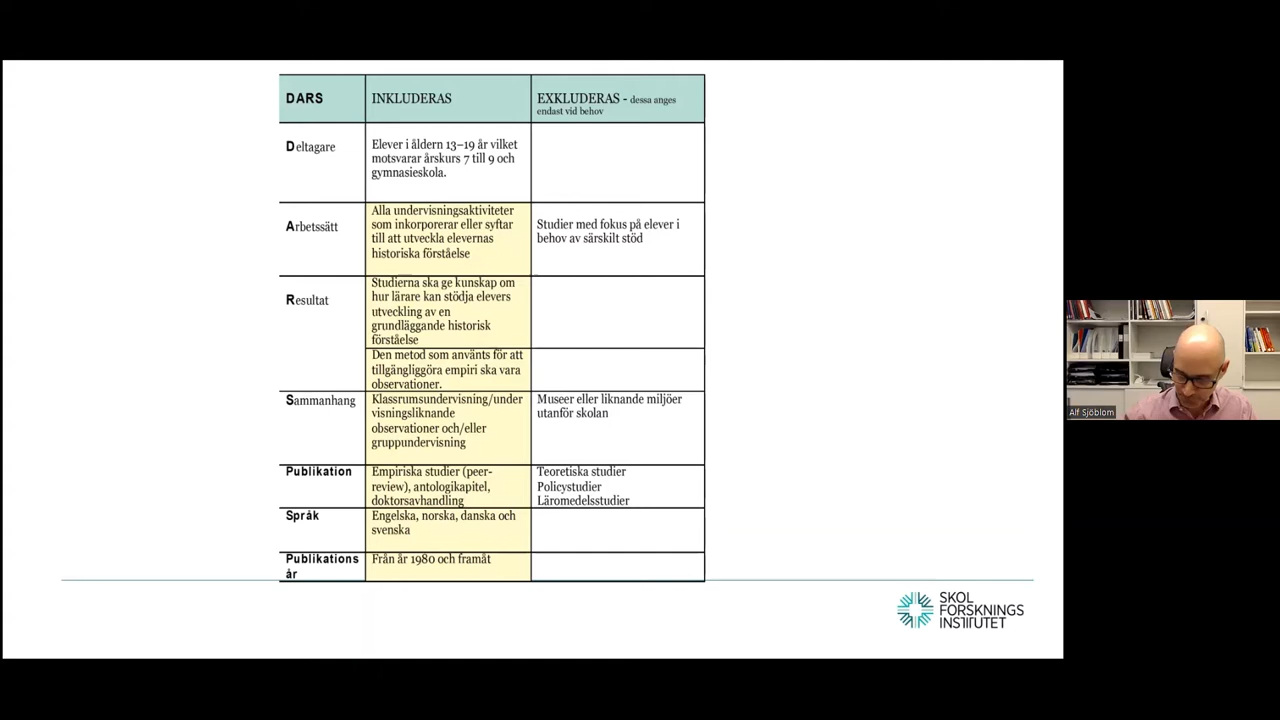 DARS
INKLUDERAS
EXKLUDERAS - dessa anges
endast vid behov
Deltagare
Elever i åldern 13–19 år vilket
motsvarar årskurs 7 till 9 och
gymnasieskola.
Arbetssätt
Alla undervisningsaktiviteter
som inkorporerar eller syftar
till att utveckla elevernas
historiska förståelse
Studier med fokus på elever i
behov av särskilt stöd
Resultat
Studierna ska ge kunskap om
hur lärare kan stödja elevers
utveckling av en
grundläggande historisk
förståelse
Den metod som använts för att
tillgängliggöra empiri ska vara
observationer.
Sammanhang
Klassrumsundervisning/under
visningsliknande
observationer och/eller
gruppundervisning
Museer eller liknande miljöer
utanför skolan
Publikation
Empiriska studier (peer-
review), antologikapitel,
doktorsavhandling
Teoretiska studier
Policystudier
Läromedelsstudier
Språk
Engelska, norska, danska och
svenska
Publikations
år
Från år 1980 och framåt
SKOL
FORSKNINGS
INSTITUTET
Alf Sjöblom